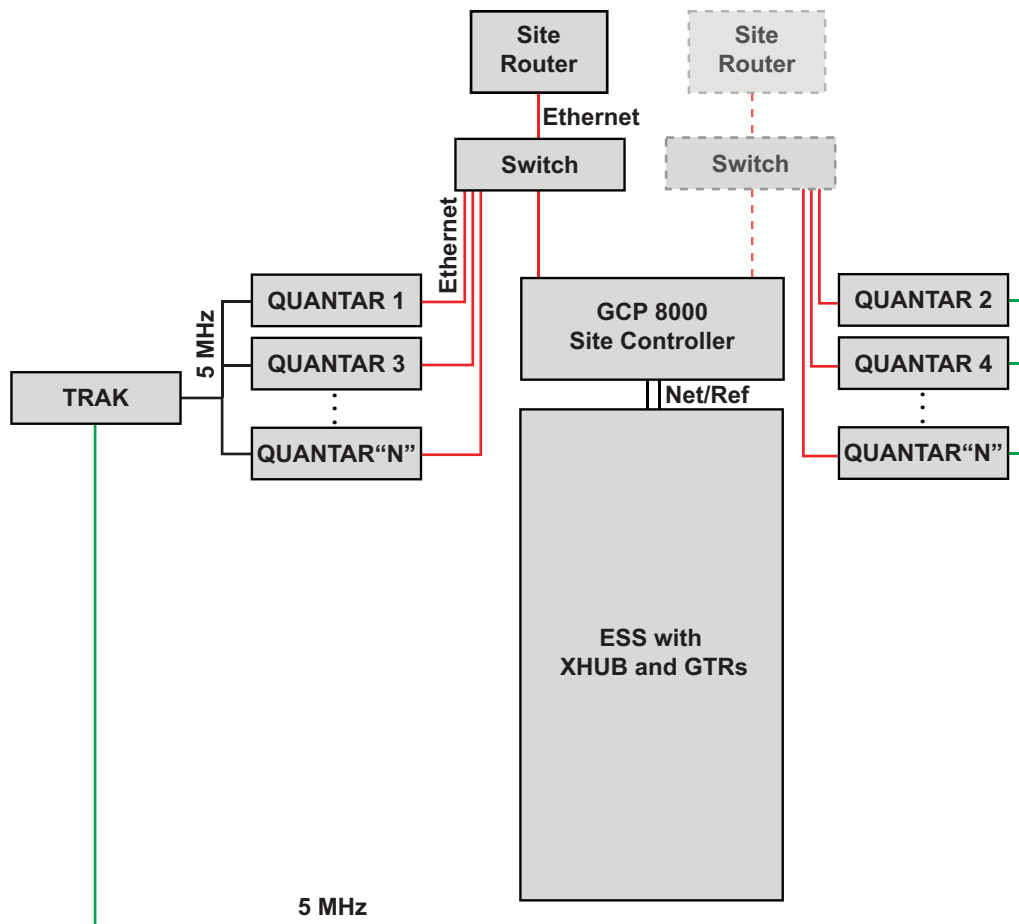 Site
Router
Site
Router
Ethernet
Switch
Switch
Ethernet
QUANTAR 1
GCP 8000
Site Controller
QUANTAR 2
5 MHz
QUANTAR 3
QUANTAR 4
TRAK
Net/Ref
QUANTAR“N”
QUANTAR“N”
ESS with
XHUB and GTRs
5 MHz